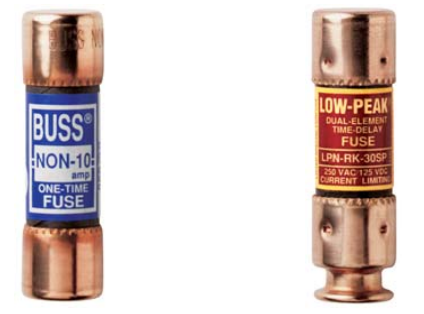 BUSS®
NON-10
amp
ONE-TIME
FUSE
LOW-PEAK
DUAL-ELEMENT
TIME-DELAY
FUSE
LPN-RK-30SP
250 VAC 125 VDC
CURRENT LIMITING